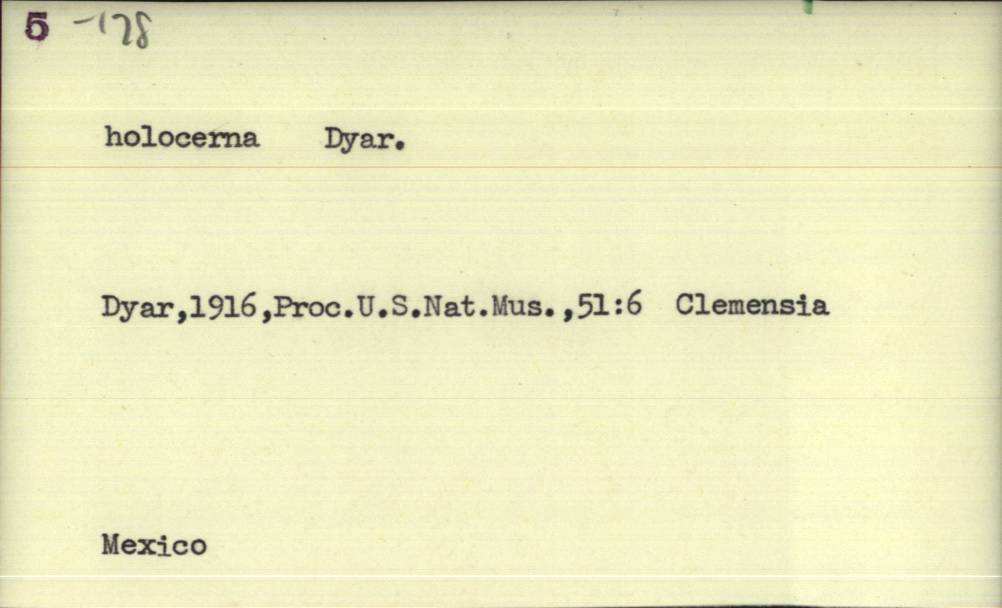 5 -178
holocerna Dyar.
Dyar,1916,Proc.U.S.Nat.Mus.,51:6 Clemensia
Mexico